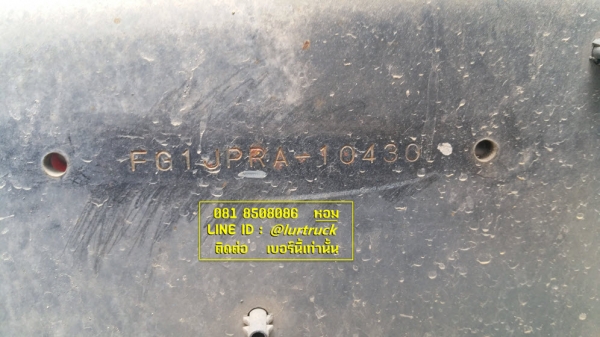 FG1JPRA-10430
081 8508086 หอม
LINE ID : @lurtruck
ติดต่อ เบอร์นี้เท่านั้น